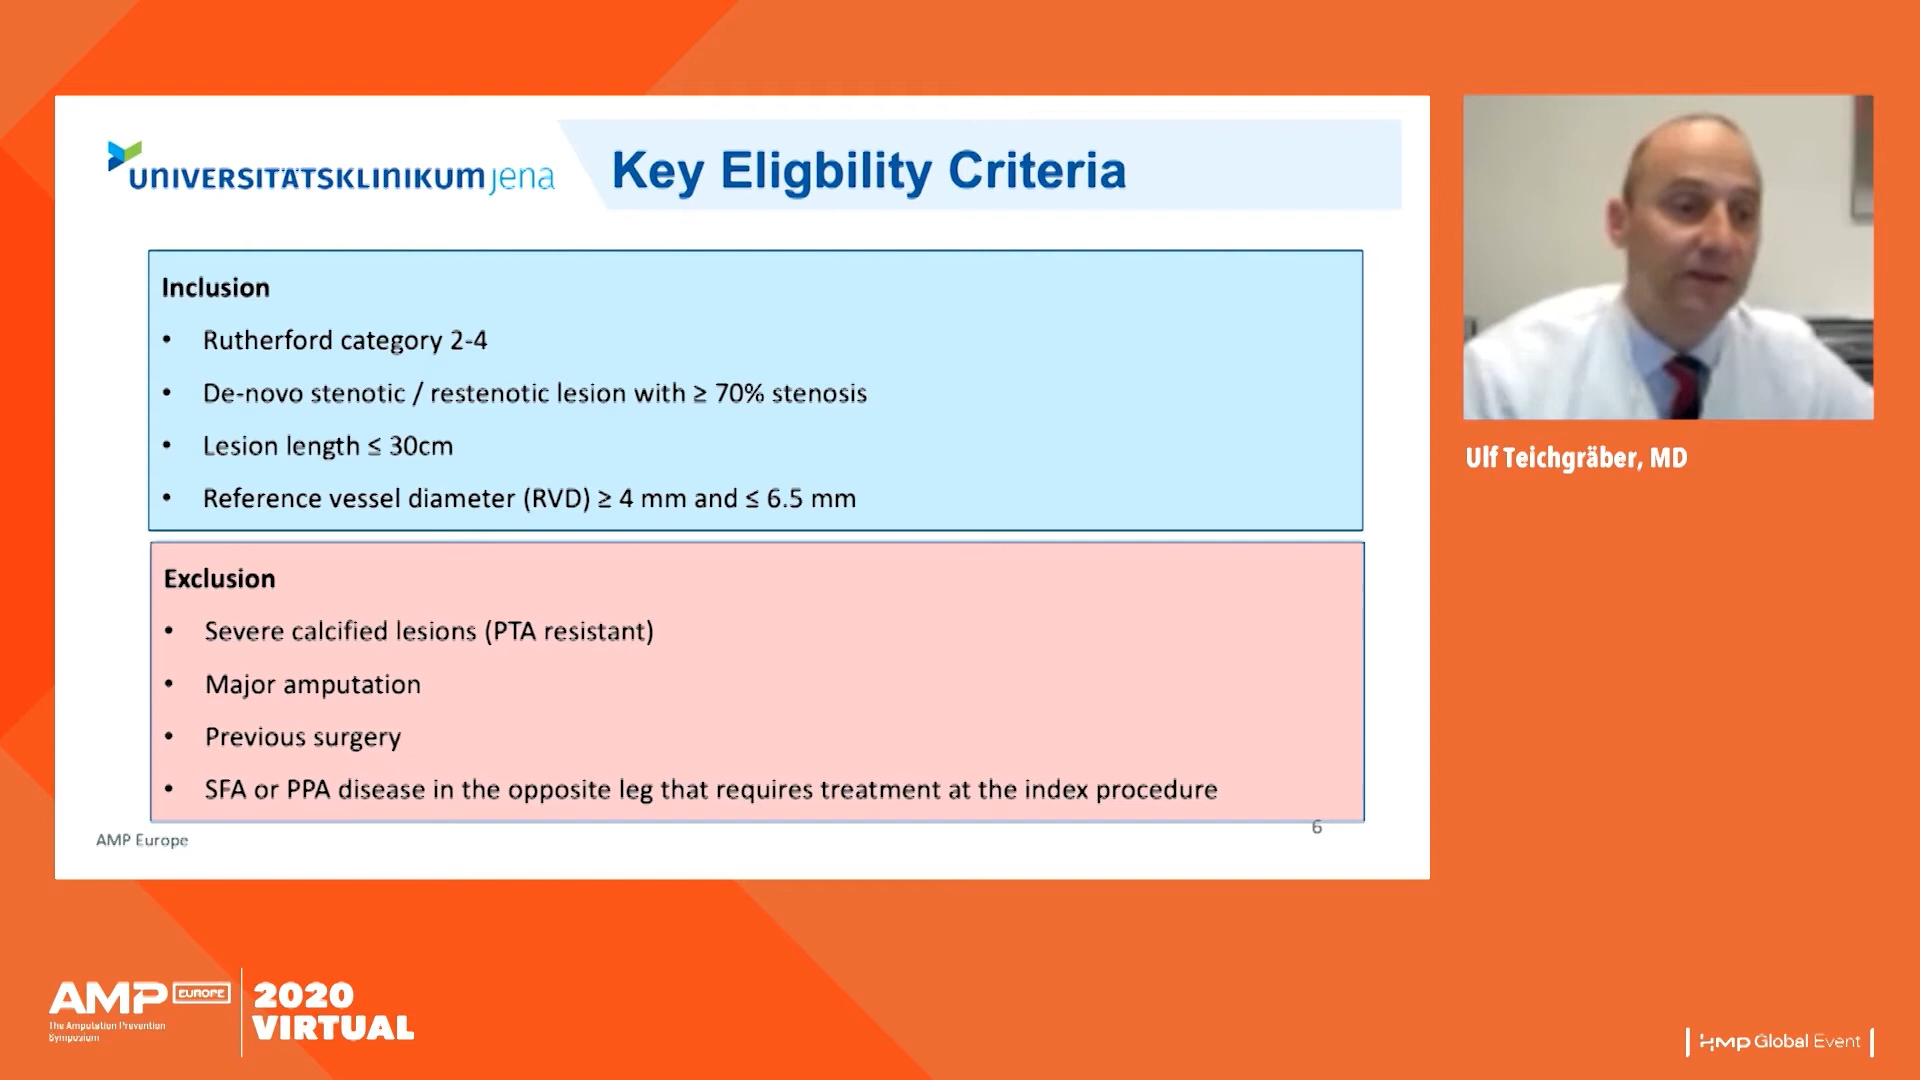 UNIVERSITÄTSKLINIKUM jena
Key Eligbility Criteria
Inclusion
• Rutherford category 2-4
• De-novo stenotic / restenotic lesion with ≥ 70% stenosis
• Lesion length ≤ 30cm
• Reference vessel diameter (RVD) ≥ 4 mm and ≤ 6.5 mm
Exclusion
• Severe calcified lesions (PTA resistant)
• Major amputation
• Previous surgery
• SFA or PPA disease in the opposite leg that requires treatment at the index procedure
AMP Europe
6
Ulf Teichgräber, MD
AMP EUROPE
The Amputation Prevention
Symposium
2020
VIRTUAL
HMP Global Event